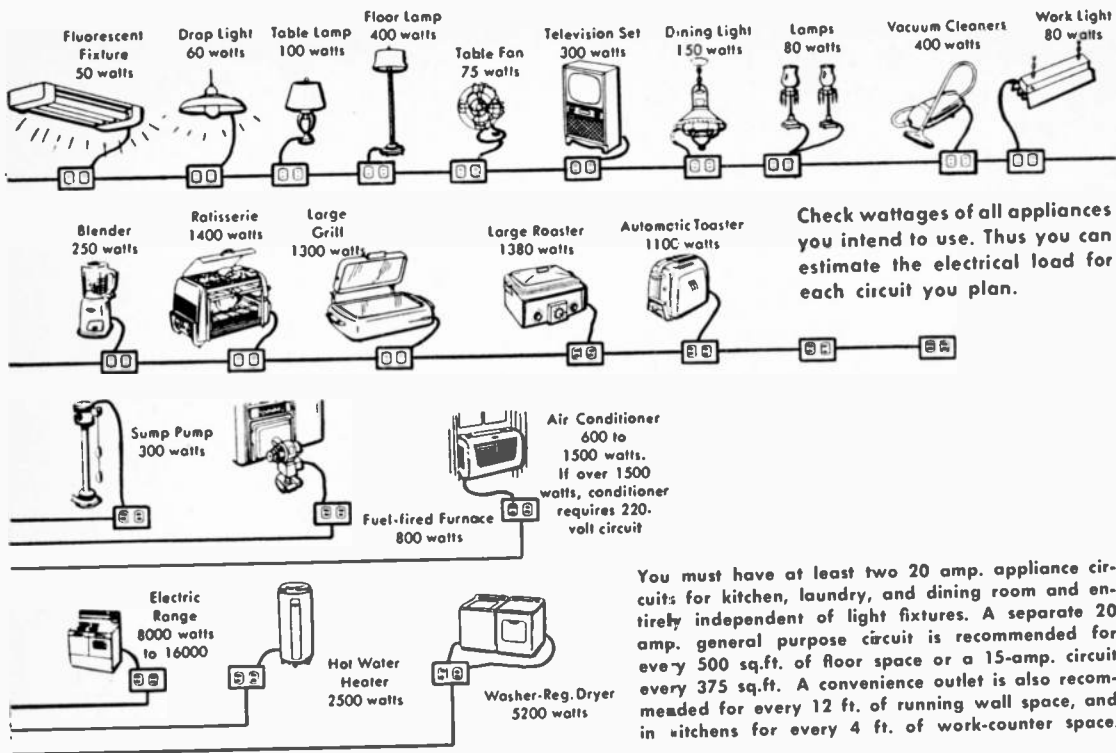 Fluorescent
Fixture
50 watts
Drop Light
60 watts
Table Lamp
100 watts
Floor Lamp
400 watts
Table Fan
75 watts
Television Set
300 watts
Dining Light
150 watts
Lamps
80 watts
Vacuum Cleaners
400 watts
Work Light
80 watts
Blender
250 watts
Rotisserie
1400 watts
Large
Grill
1300 watts
Large Roaster
1380 watts
Automatic Toaster
1100 watts
Check wattages of all appliances
you intend to use. Thus you can
estimate the electrical load for
each circuit you plan.
Sump Pump
300 watts
Fuel-fired Furnace
800 watts
Air Conditioner
600 to
1500 watts.
If over 1500
watts, conditioner
requires 220-
volt circuit
Electric
Range
8000 watts
to 16000
Hot Water
Heater
2500 watts
Washer-Reg. Dryer
5200 watts
You must have at least two 20 amp. appliance cir-
cuits for kitchen, laundry, and dining room and en-
tirely independent of light fixtures. A separate 20
amp. general purpose circuit is recommended for
every 500 sq.ft. of floor space or a 15-amp. circuit
every 375 sq.ft. A convenience outlet is also recom-
mended for every 12 ft. of running wall space, and
in kitchens for every 4 ft. of work-counter space.